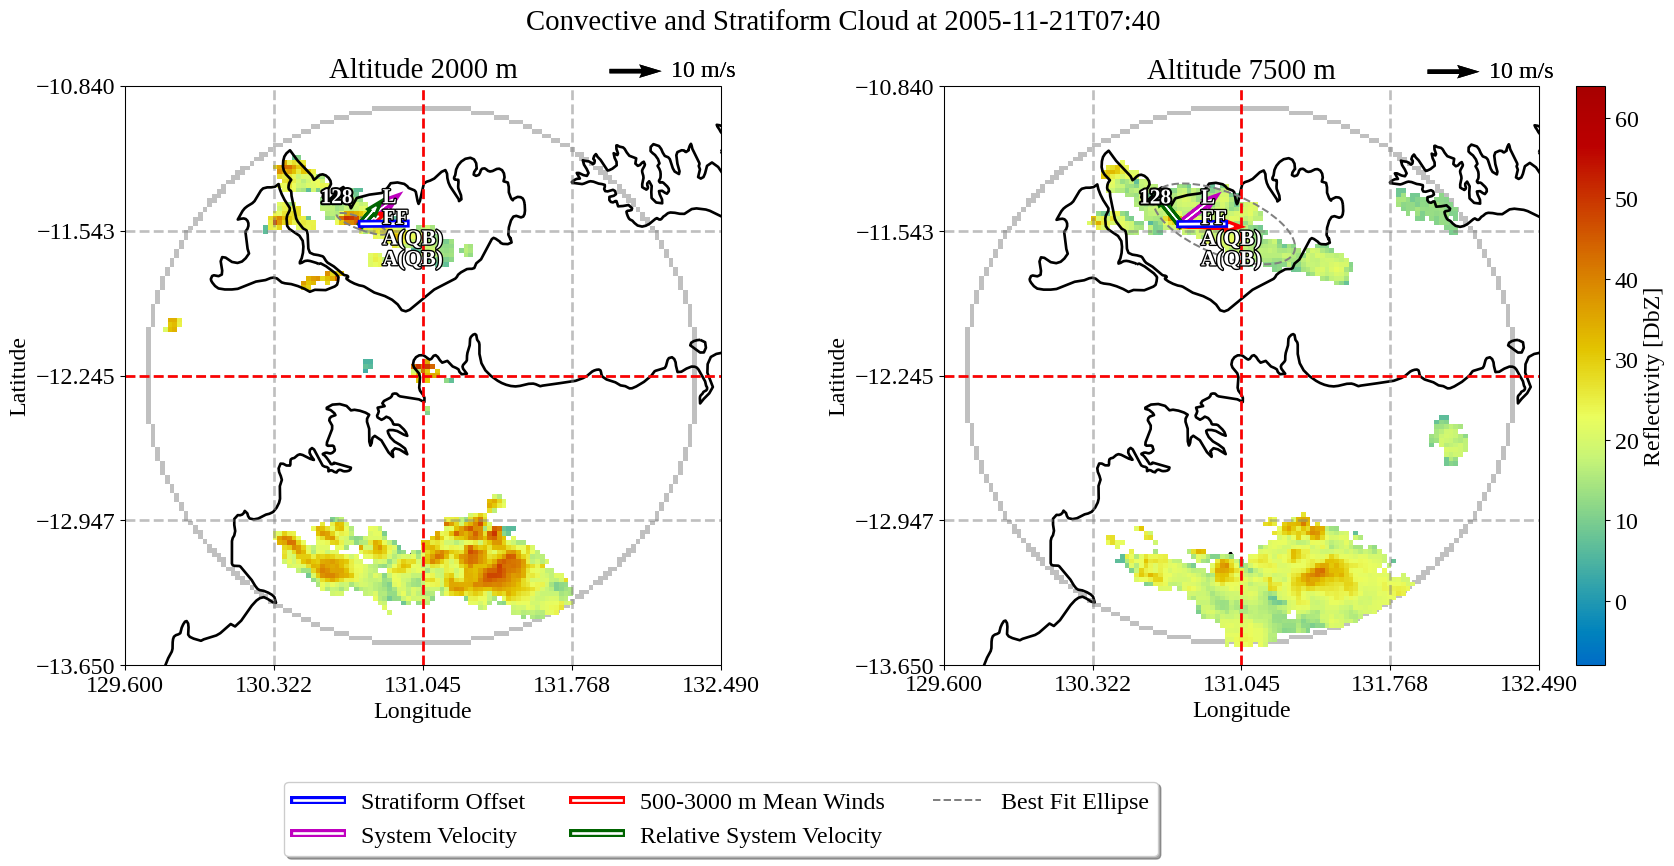 Convective and Stratiform Cloud at 2005-11-21T07:40
Altitude 2000 m
10 m/s
Altitude 7500 m
10 m/s
−10.840
−11.543
−12.245
−12.947
−13.650
Latitude
129.600
130.322
131.045
131.768
132.490
Longitude
128
L
FF
A(QB)
A(QB)
−10.840
−11.543
−12.245
−12.947
−13.650
Latitude
129.600
130.322
131.045
131.768
132.490
Longitude
128
L
FF
A(QB)
A(QB)
60
50
40
30
20
10
0
Reflectivity [DbZ]
Stratiform Offset
500-3000 m Mean Winds
Best Fit Ellipse
System Velocity
Relative System Velocity